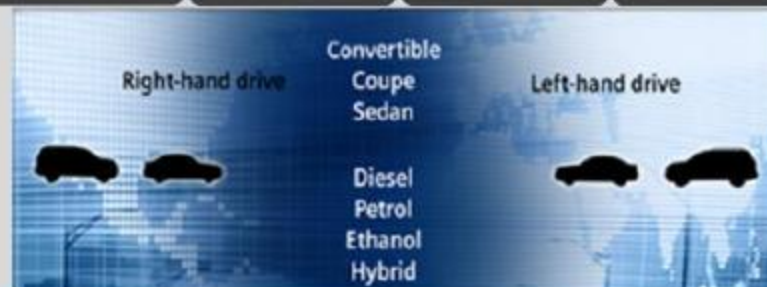 Convertible
Right-hand drive
Coupe
Left-hand drive
Sedan
Diesel
Petrol
Ethanol
Hybrid